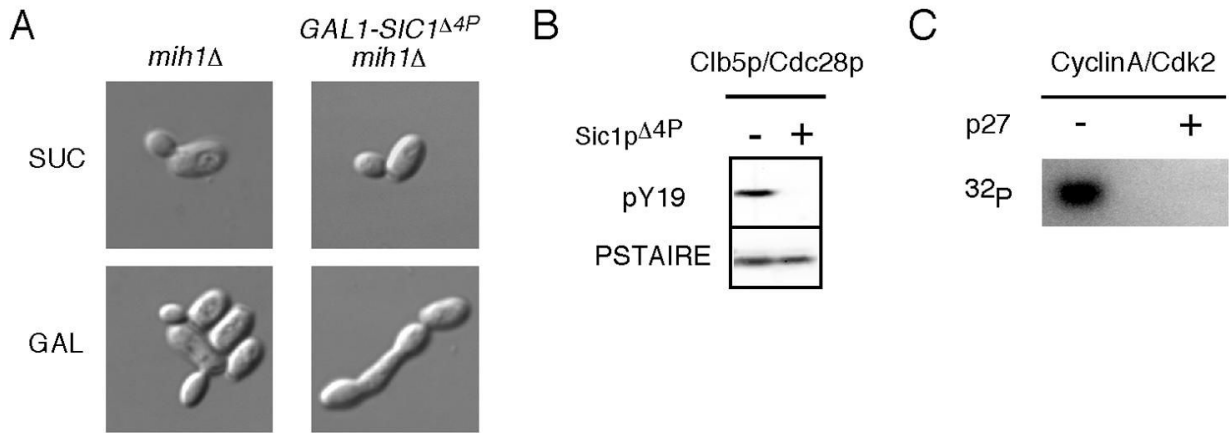 A
mih1Δ
GAL1-SIC1Δ4P
mih1Δ
SUC
GAL
B
Clb5p/Cdc28p
Sic1pΔ4P
- +
pY19
PSTAIRE
C
CyclinA/Cdk2
p27
- +
32P